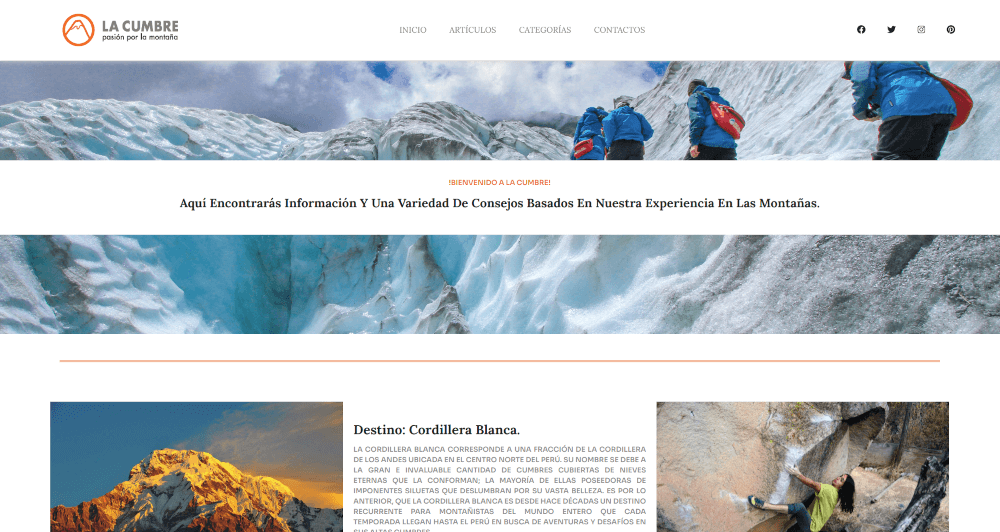 LA CUMBRE
pasión por la montaña
INICIO ARTÍCULOS CATEGORÍAS CONTACTOS
!BIENVENIDO A LA CUMBRE!
Aquí Encontrarás Información Y Una Variedad De Consejos Basados En Nuestra Experiencia En Las Montañas.
Destino: Cordillera Blanca.
LA CORDILLERA BLANCA CORRESPONDE A UNA FRACCIÓN DE LA CORDILLERA
DE LOS ANDES UBICADA EN EL CENTRO NORTE DEL PERÚ. SU NOMBRE SE DEBE A
LA GRAN E INVALUABLE CANTIDAD DE CUMBRES CUBIERTAS DE NIEVES
ETERNAS QUE LA CONFORMAN; LA MAYORÍA DE ELLAS POSEEDORAS DE
IMPONENTES SILUETAS QUE DESLUMBRAN POR SU VASTA BELLEZA. ES POR LO
ANTERIOR, QUE LA CORDILLERA BLANCA ES DESDE HACE DÉCADAS UN DESTINO
RECURRENTE PARA MONTAÑISTAS DEL MUNDO ENTERO QUE CADA
TEMPORADA LLEGAN HASTA EL PERÚ EN BUSCA DE AVENTURAS Y DESAFÍOS EN
SUS ALTAS CUMBRES.